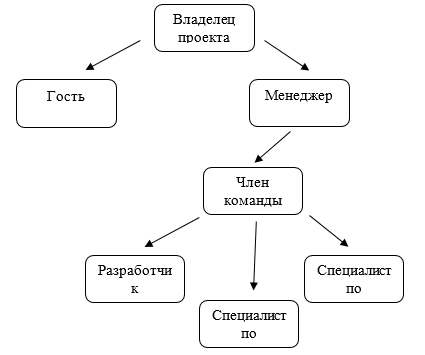 Владелец
проекта
Гость
Менеджер
Член
команды
Разработчи
к
Специалист
по
Специалист
по